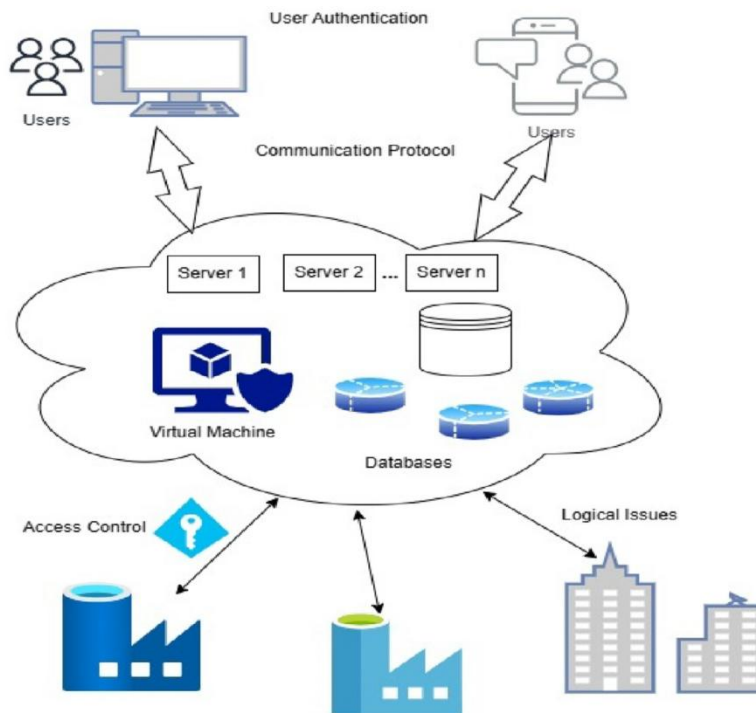 User Authentication
Users
Users
Communication Protocol
Server 1
Server 2
...
Server n
Virtual Machine
Databases
Access Control
Logical Issues